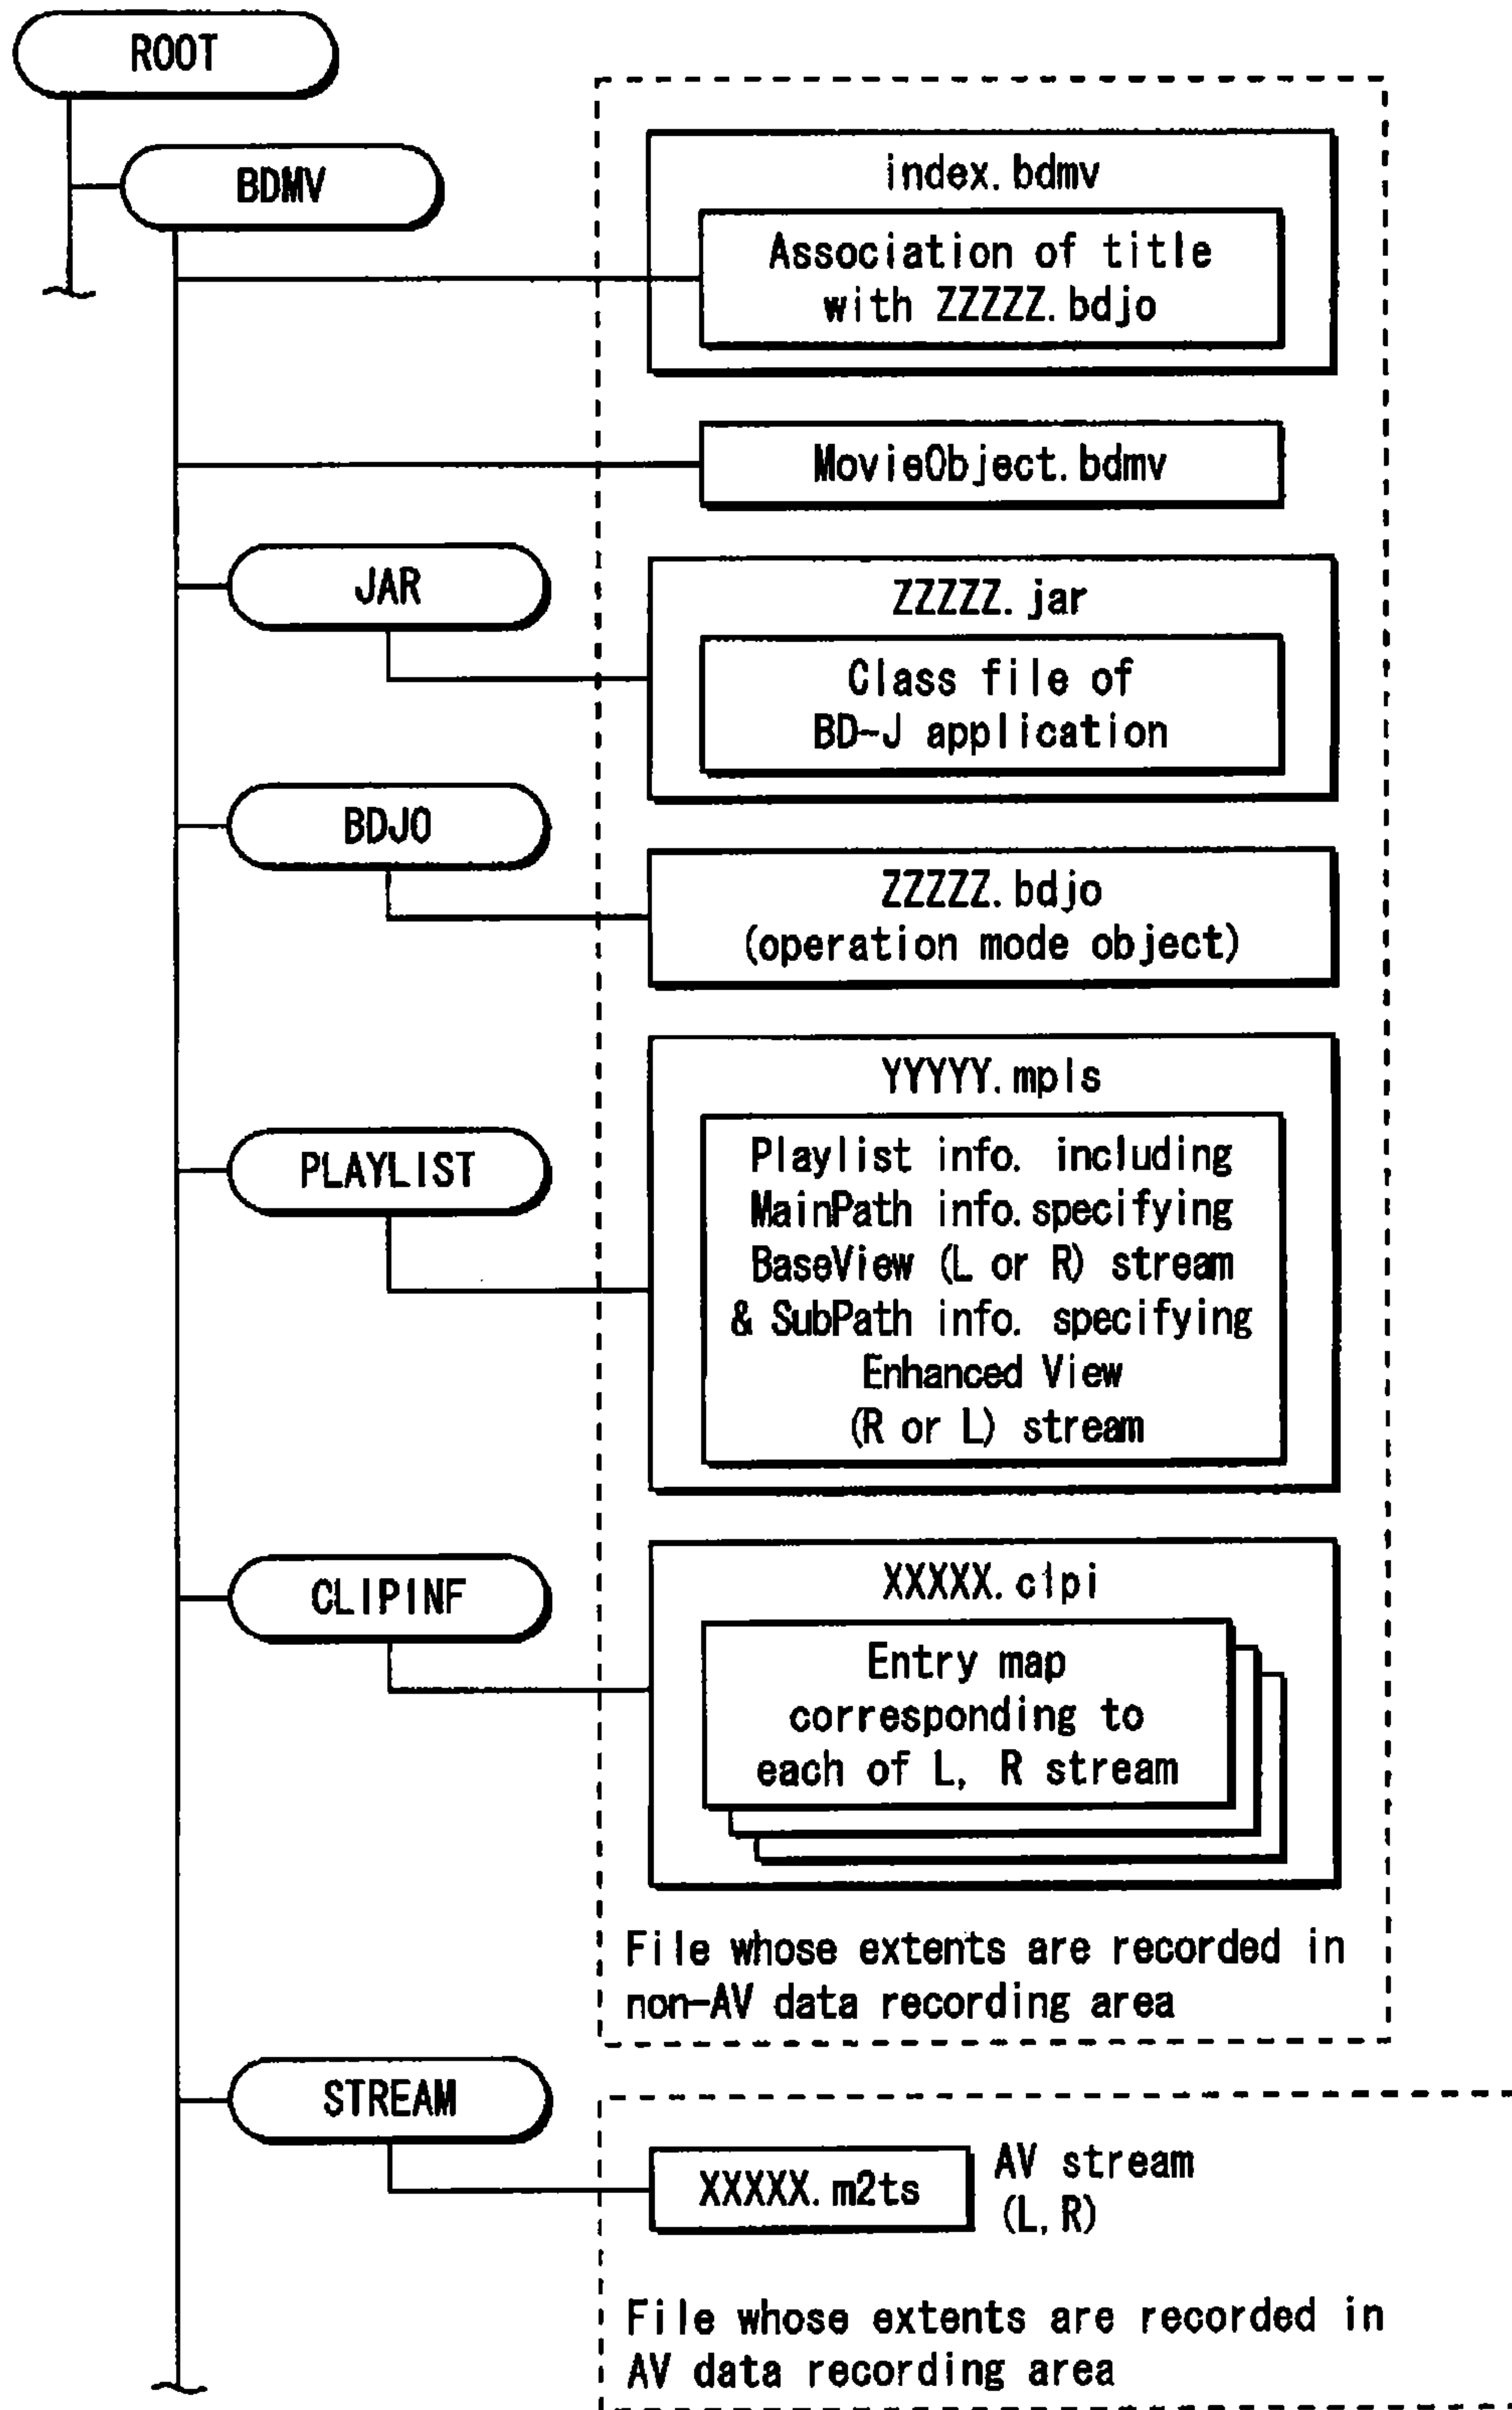 ROOT
BDMV
index.bdmv
Association of title
with ZZZZZ.bdjo
MovieObject.bdmv
JAR
ZZZZZ.jar
Class file of
BD-J application
BDJO
ZZZZZ.bdjo
(operation mode object)
YYYYY.mpls
PLAYLIST
Playlist info. including
MainPath info.specifying
BaseView (L or R) stream
& SubPath info. specifying
Enhanced View
(R or L) stream
CLIPINF
XXXXX.clpi
Entry map
corresponding to
each of L, R stream
File whose extents are recorded in
non-AV data recording area
STREAM
XXXXX.m2ts
AV stream
(L,R)
File whose extents are recorded in
AV data recording area